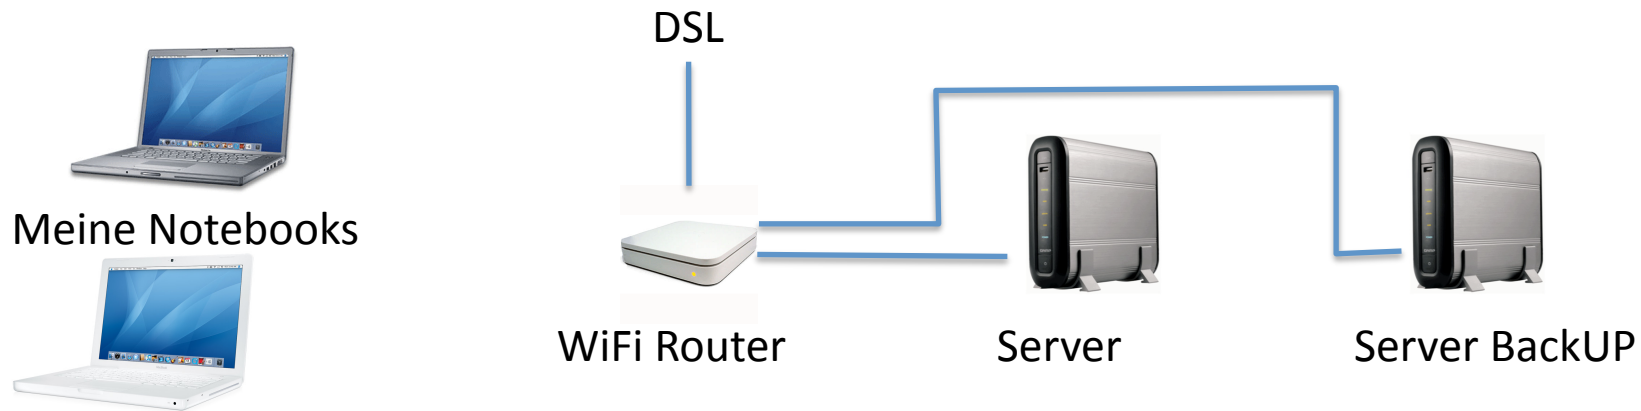 DSL
Meine Notebooks
WiFi Router
Server
Server BackUP